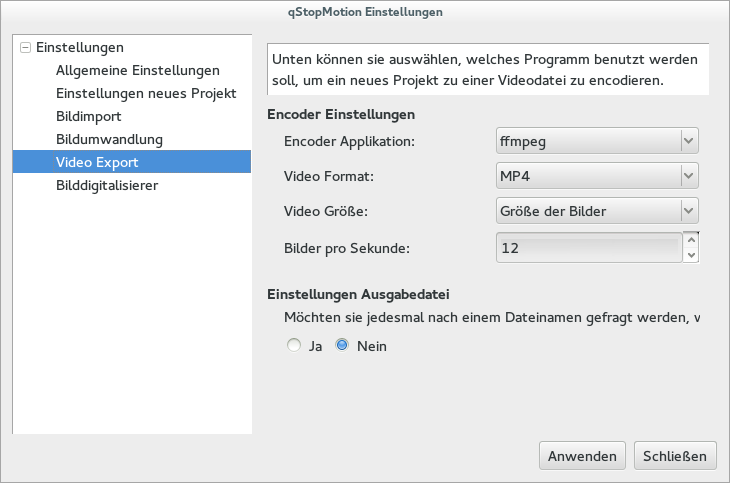 qStopMotion Einstellungen
Einstellungen
Allgemeine Einstellungen
Einstellungen neues Projekt
Bildimport
Bildumwandlung
Video Export
Bilddigitalisierer
Unten können sie auswählen, welches Programm benutzt werden
soll, um ein neues Projekt zu einer Videodatei zu encodieren.
Encoder Einstellungen
Encoder Applikation: ffmpeg
Video Format: MP4
Video Größe: Größe der Bilder
Bilder pro Sekunde: 12
Einstellungen Ausgabedatei
Möchten sie jedesmal nach einem Dateinamen gefragt werden,
Ja Nein
Anwenden Schließen